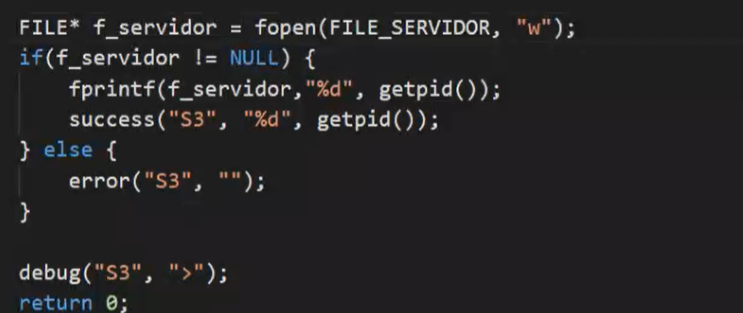 FILE* f_servidor = fopen(FILE_SERVIDOR, "w");
if(f_servidor != NULL) {
    fprintf(f_servidor,"%d", getpid());
    success("S3", "%d", getpid());
} else {
    error("S3", "");
}
debug("S3", ">");
return 0;